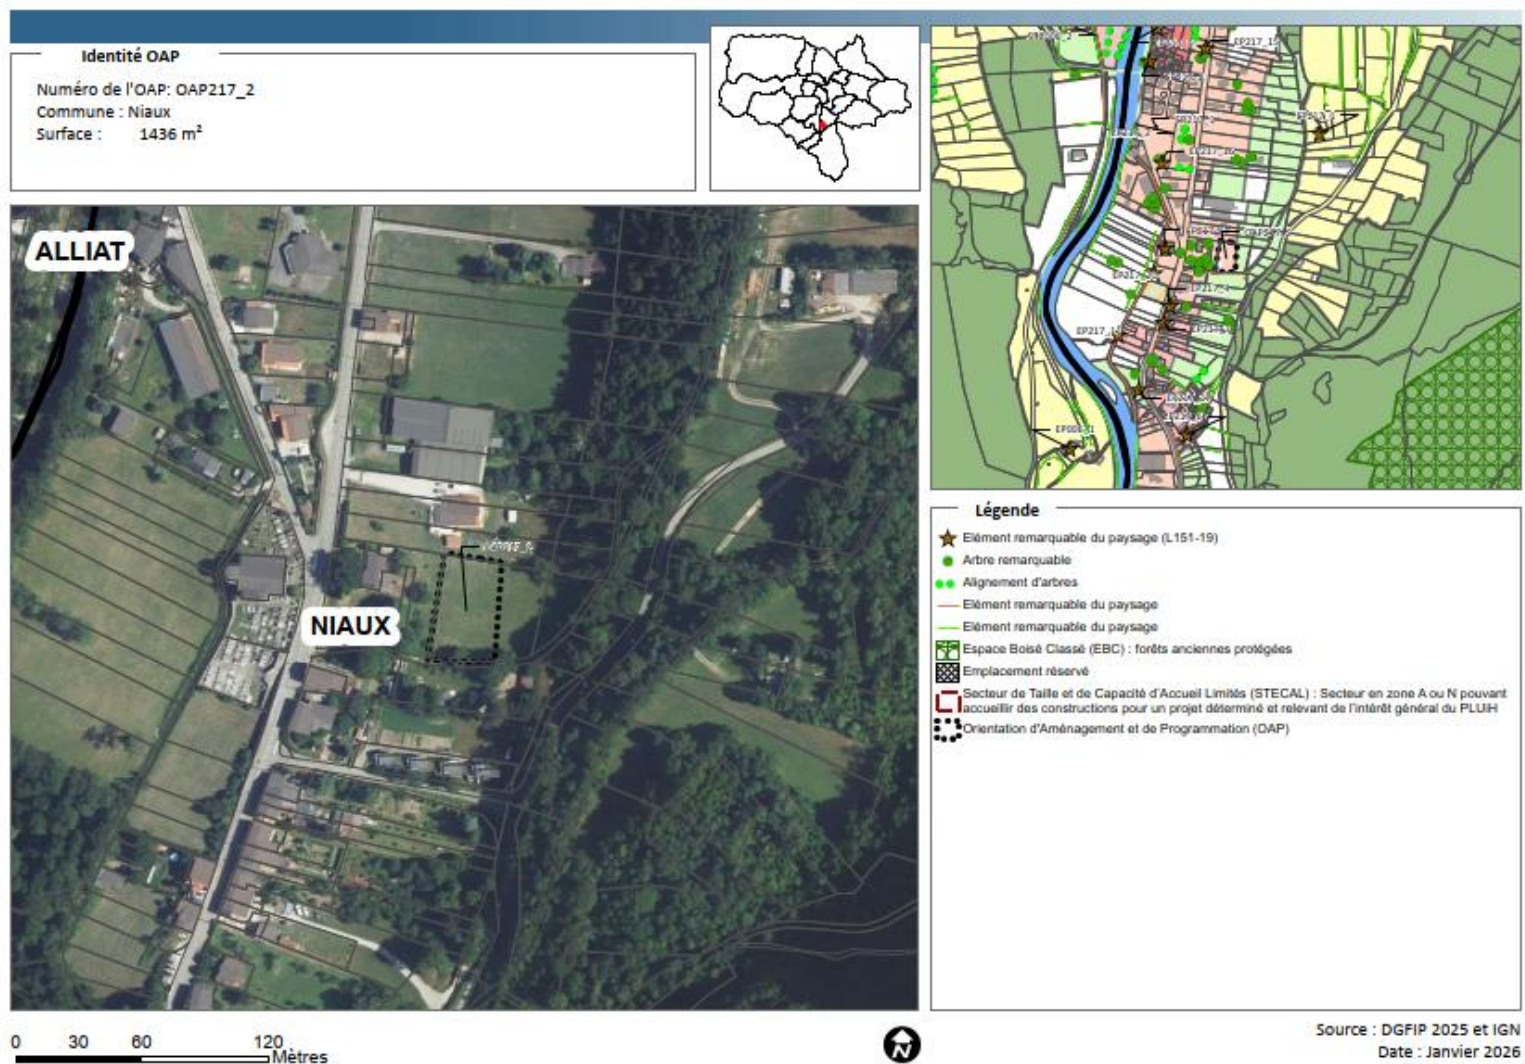 Identité OAP
Numéro de l'OAP: OAP217_2
Commune : Niaux
Surface : 1436 m²
ALLIAT
NIAUX
EP217_15
EP217_1
EP006_1
Légende
Elément remarquable du paysage (L151-19)
Arbre remarquable
Alignement d'arbres
Elément remarquable du paysage
Elément remarquable du paysage
Espace Boisé Classé (EBC) : forêts anciennes protégées
Emplacement réservé
Secteur de Taille et de Capacité d'Accueil Limités (STECAL) : Secteur en zone A ou N pouvant
accueillir des constructions pour un projet déterminé et relevant de l'intérêt général du PLUiH
Orientation d'Aménagement et de Programmation (OAP)
0 30 60 120
Mètres
N
Source : DGFIP 2025 et IGN
Date : Janvier 2026